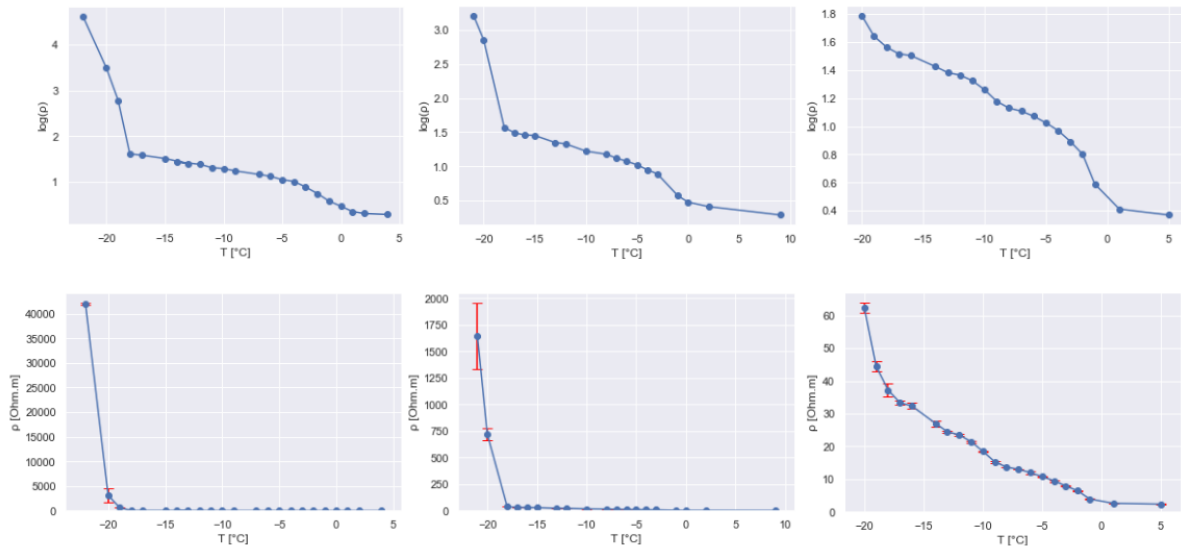 4
3
2
1
log(ρ)
−20 −15 −10 −5 0 5
T [°C]
3.0
2.5
2.0
1.5
1.0
0.5
log(ρ)
−20 −15 −10 −5 0 5 10
T [°C]
1.8
1.6
1.4
1.2
1.0
0.8
0.6
0.4
log(ρ)
−20 −15 −10 −5 0 5
T [°C]
40000
35000
30000
25000
20000
15000
10000
5000
0
ρ [Ohm.m]
−20 −15 −10 −5 0 5
T [°C]
2000
1750
1500
1250
1000
750
500
250
0
ρ [Ohm.m]
−20 −15 −10 −5 0 5 10
T [°C]
60
50
40
30
20
10
0
ρ [Ohm.m]
−20 −15 −10 −5 0 5
T [°C]